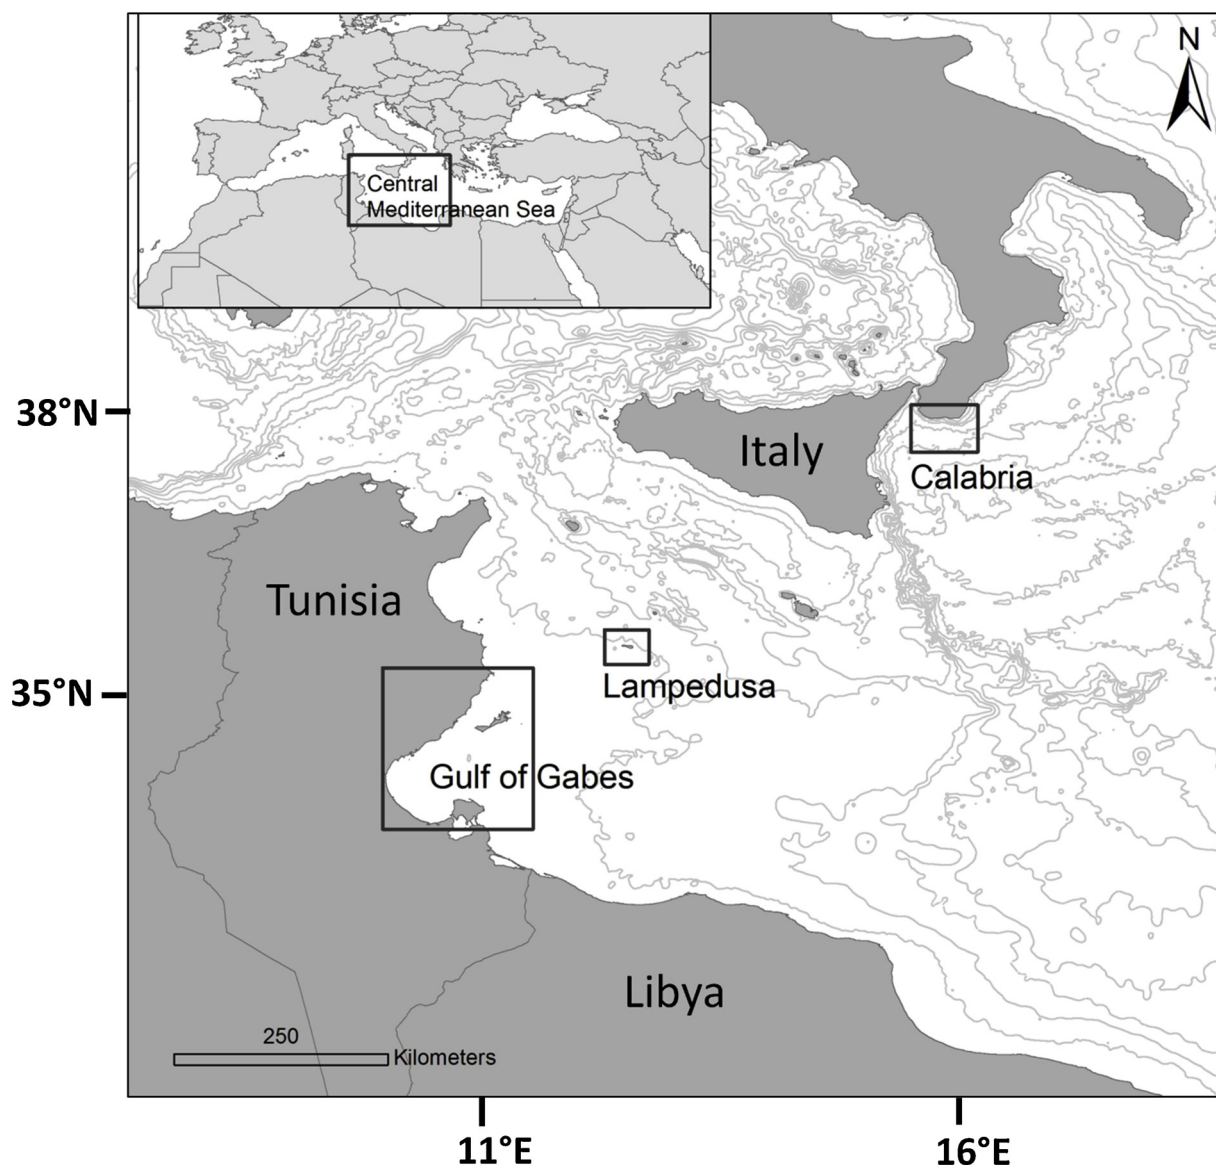 N
Central
Mediterranean Sea
38°N
Italy
Calabria
Tunisia
35°N
Lampedusa
Gulf of Gabes
Libya
250
Kilometers
11°E
16°E